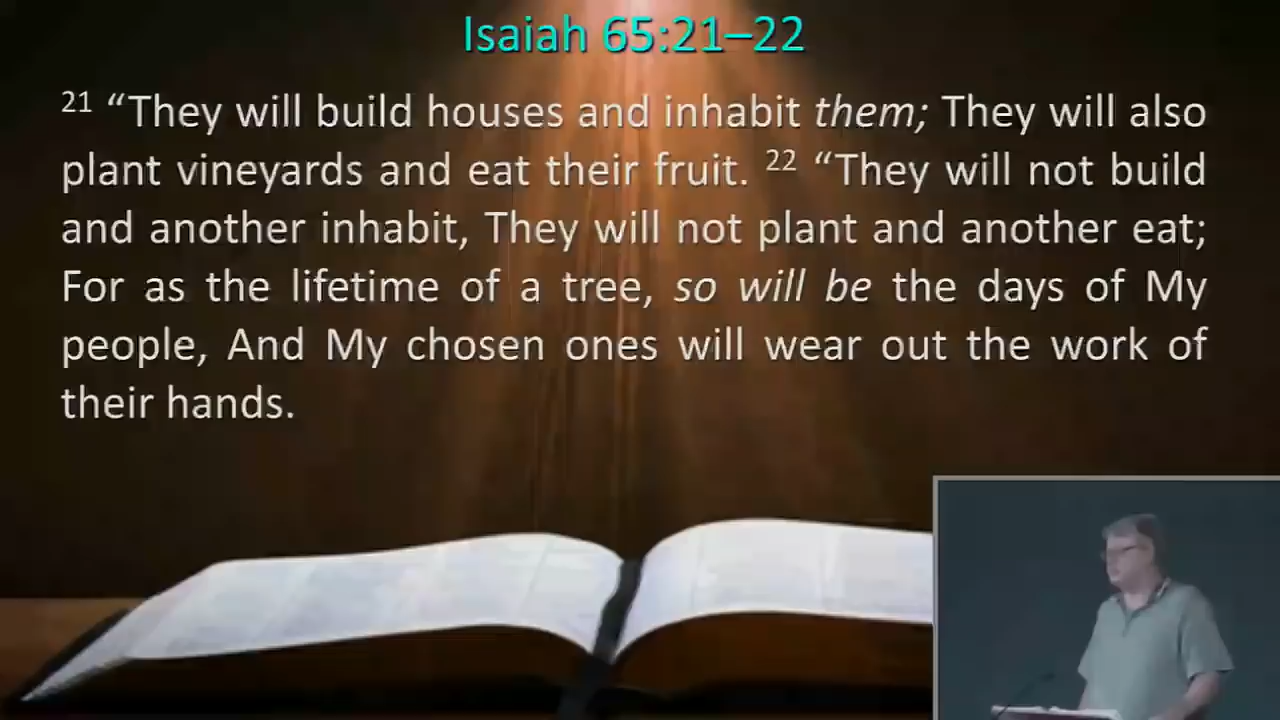 Isaiah 65:21–22
21 “They will build houses and inhabit them; They will also
plant vineyards and eat their fruit. 22 “They will not build
and another inhabit, They will not plant and another eat;
For as the lifetime of a tree, so will be the days of My
people, And My chosen ones will wear out the work of
their hands.